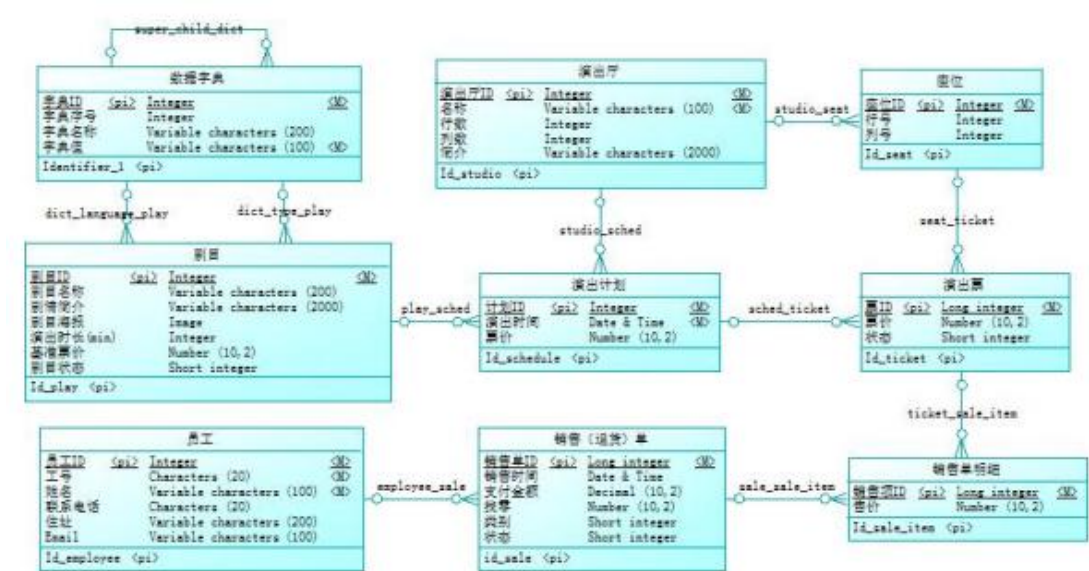 super_child_dict
数据字典
字典ID <pi> Integer <M>
字典序号 Integer
字典名称 Variable characters (200)
字典值 Variable characters (100) <M>
Identifier_1 <pi>
演出厅
演出厅ID <pi> Integer <M>
名称 Variable characters (100) <M>
行数 Integer
列数 Integer
简介 Variable characters (2000)
Id_studio <pi>
studio_seat
座位
座位ID <pi> Integer <M>
行号 Integer
列号 Integer
Id_seat <pi>
dict_language_play
dict_type_play
studio_sched
seat_ticket
剧目
剧目ID <pi> Integer <M>
剧目名称 Variable characters (200)
剧情简介 Variable characters (2000)
剧目海报 Image
演出时长(min) Integer
基准票价 Number (10,2)
剧目状态 Short integer
Id_play <pi>
play_sched
演出计划
计划ID <pi> Integer <M>
演出时间 Date & Time <M>
票价 Number (10,2)
Id_schedule <pi>
sched_ticket
演出票
票ID <pi> Long integer <M>
票价 Number (10,2)
状态 Short integer
Id_ticket <pi>
ticket_sale_item
员工
员工ID <pi> Integer <M>
工号 Characters (20) <M>
姓名 Variable characters (100) <M>
联系电话 Characters (20)
住址 Variable characters (200)
Email Variable characters (100)
Id_employee <pi>
employee_sale
销售（退货）单
销售单ID <pi> Long integer <M>
销售时间 Date & Time
支付金额 Decimal (10,2)
找零 Number (10,2)
类别 Short integer
状态 Short integer
id_sale <pi>
sale_sale_item
销售单明细
销售项ID <pi> Long integer <M>
售价 Number (10,2)
Id_sale_item <pi>